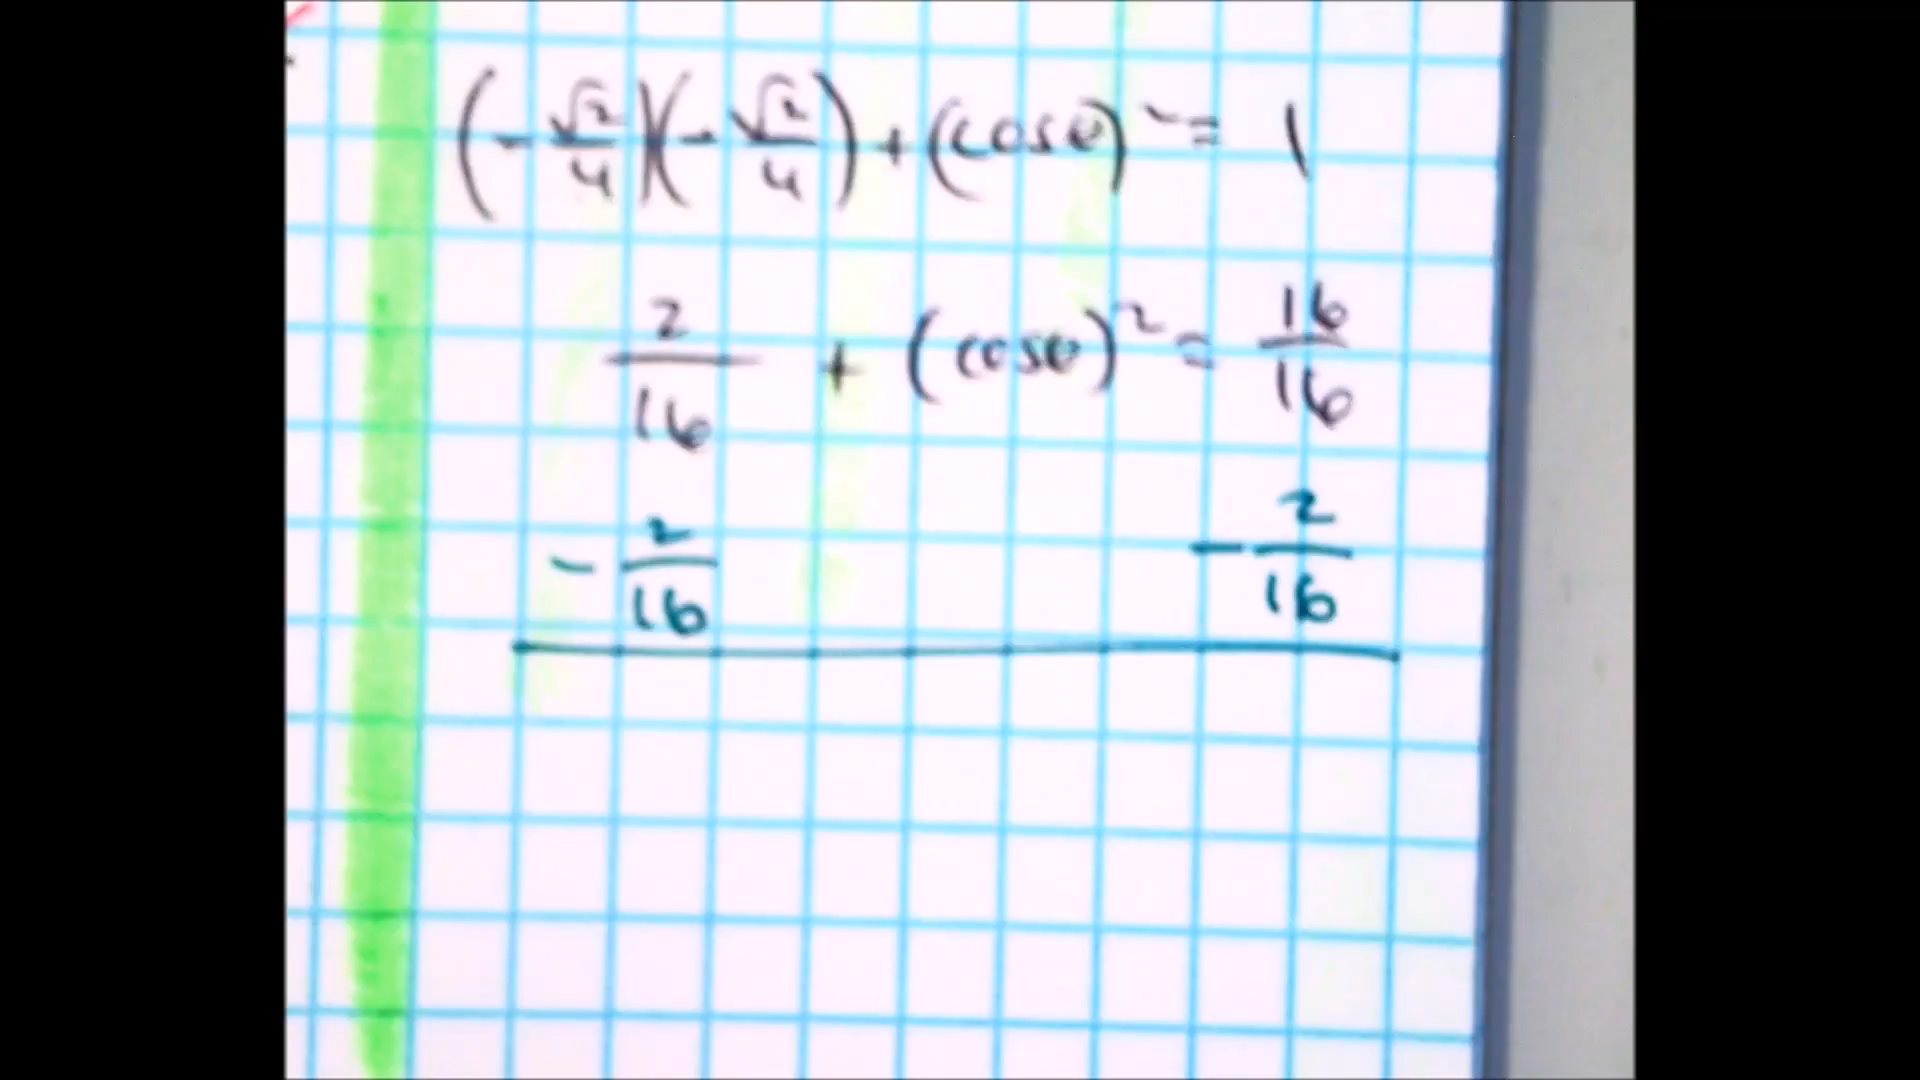 (-√2/4)(-√2/4) + (cosθ)² = 1
2/16 + (cosθ)² = 16/16
- 2/16 - 2/16